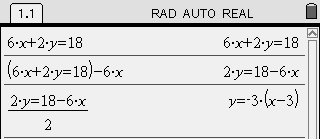 1.1 RAD AUTO REAL
6·x+2·y=18 6·x+2·y=18
(6·x+2·y=18)−6·x 2·y=18−6·x
2·y=18−6·x
2 y=⁻3·(x−3)